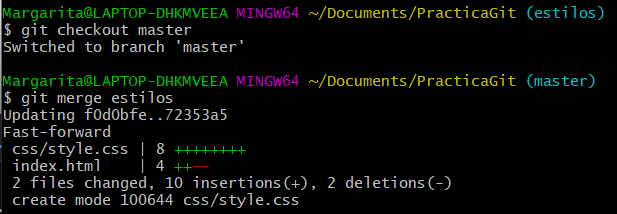 Margarita@LAPTOP-DHKMVEEA MINGW64 ~/Documents/PracticaGit (estilos)
$ git checkout master
Switched to branch 'master'
Margarita@LAPTOP-DHKMVEEA MINGW64 ~/Documents/PracticaGit (master)
$ git merge estilos
Updating f0d0bfe..72353a5
Fast-forward
 css/style.css | 8 ++++++++
 index.html    | 4 ++--
 2 files changed, 10 insertions(+), 2 deletions(-)
 create mode 100644 css/style.css